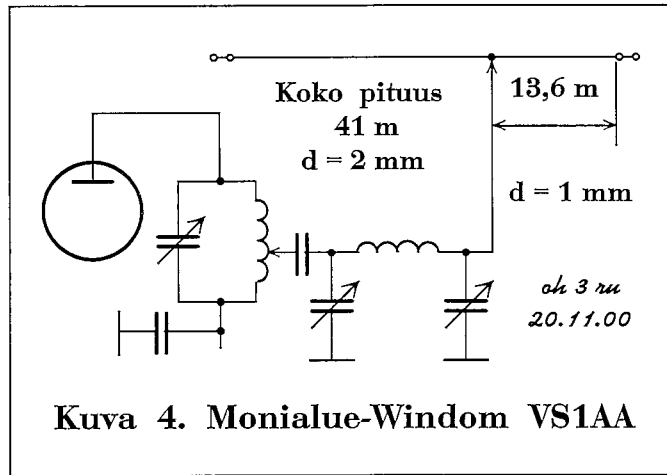 Koko pituus
41 m
d = 2 mm
13,6 m
d = 1 mm
oh 3 ru
20.11.00
Kuva 4. Monialue-Windom VS1AA